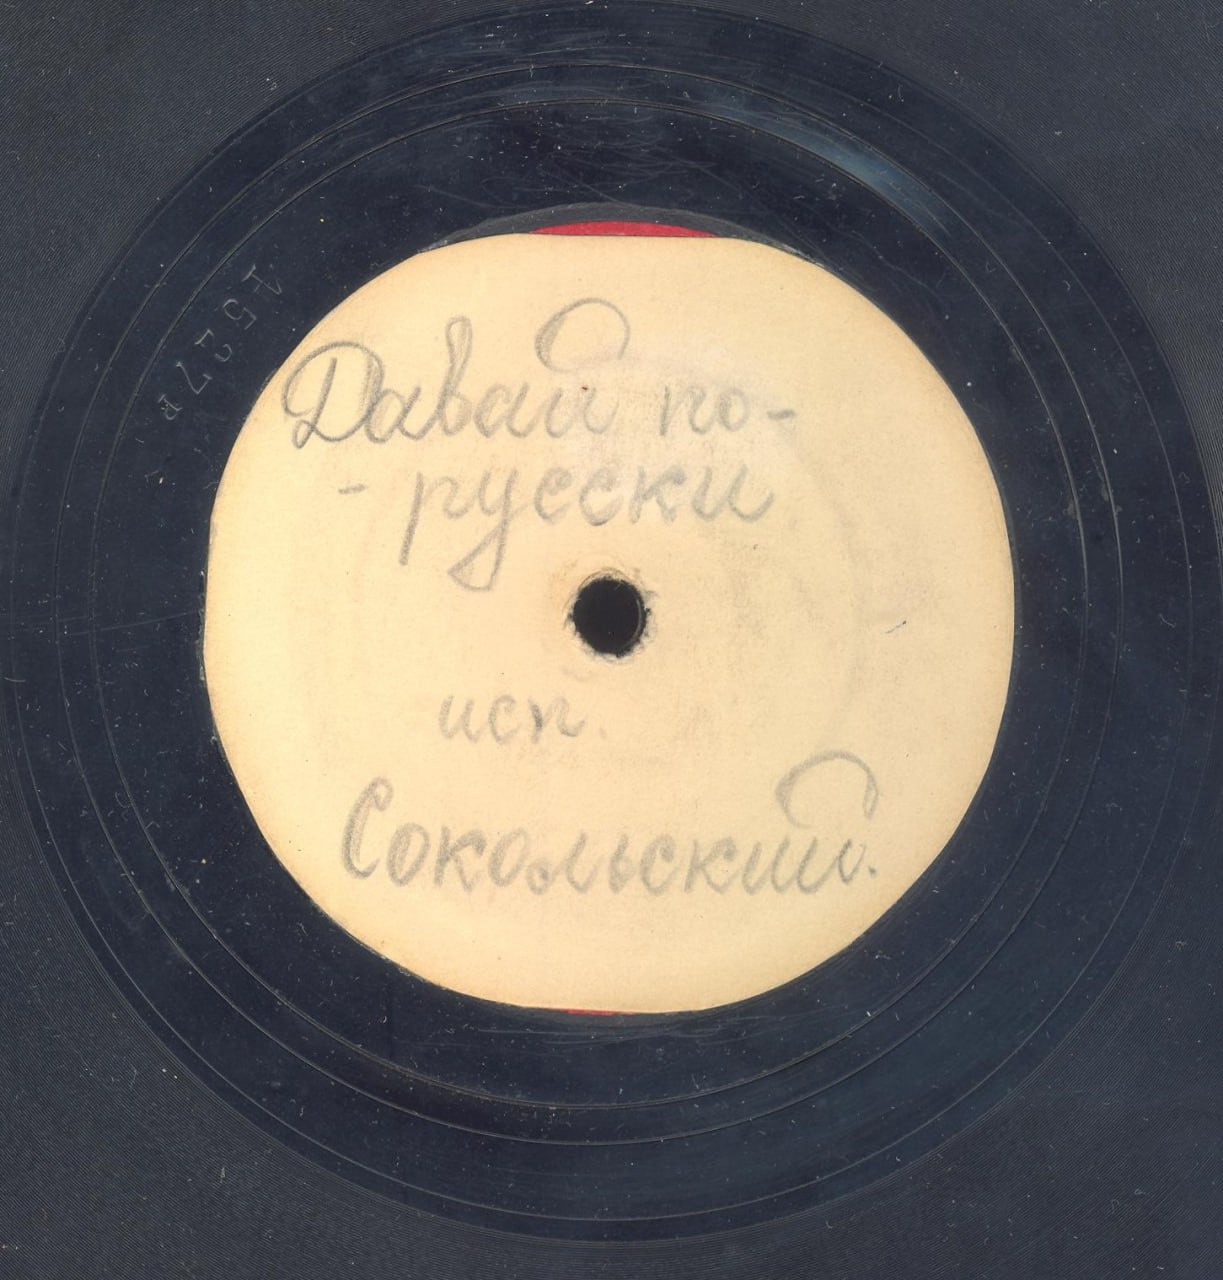 Давай по-
- русски
исп.
Сокольский.